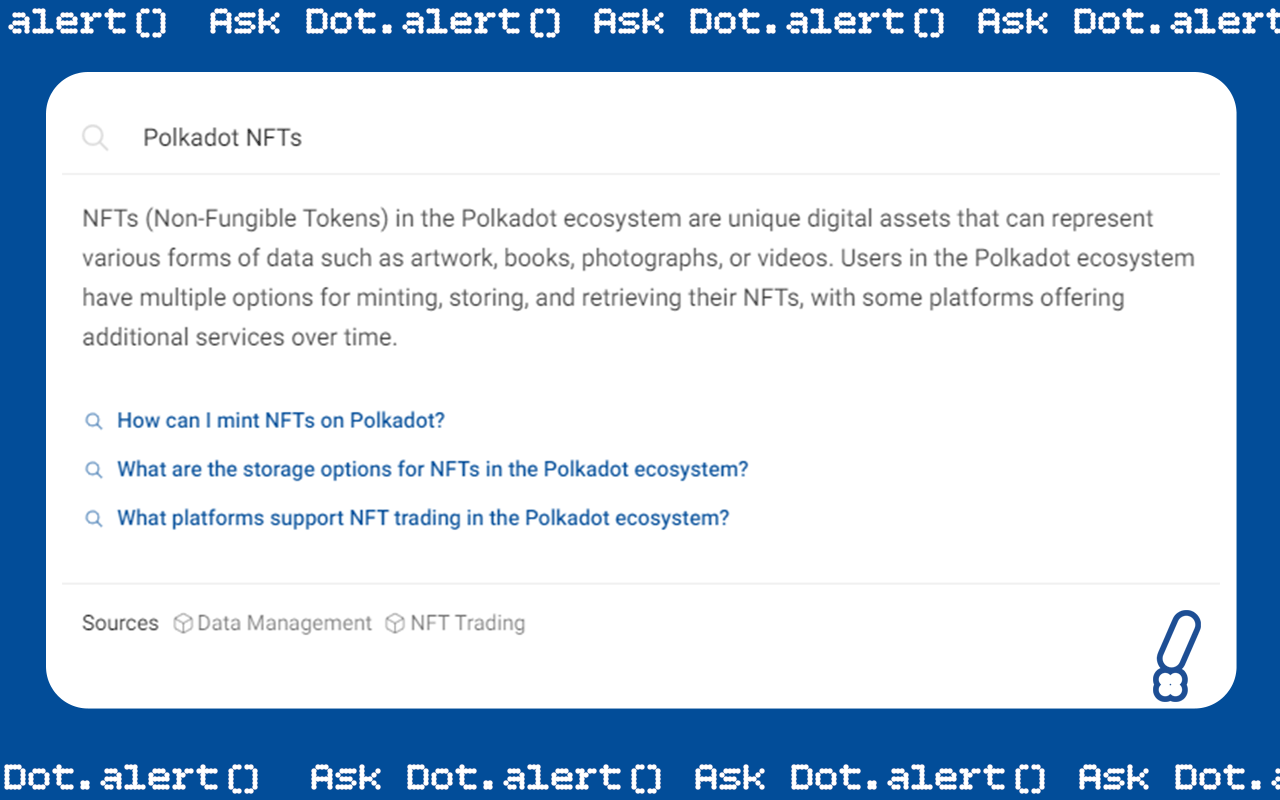 alert() Ask Dot.alert() Ask Dot.alert() Ask Dot.alert
Polkadot NFTs
NFTs (Non-Fungible Tokens) in the Polkadot ecosystem are unique digital assets that can represent
various forms of data such as artwork, books, photographs, or videos. Users in the Polkadot ecosystem
have multiple options for minting, storing, and retrieving their NFTs, with some platforms offering
additional services over time.
How can I mint NFTs on Polkadot?
What are the storage options for NFTs in the Polkadot ecosystem?
What platforms support NFT trading in the Polkadot ecosystem?
Sources Data Management NFT Trading
Dot.alert() Ask Dot.alert() Ask Dot.alert() Ask Dot.a